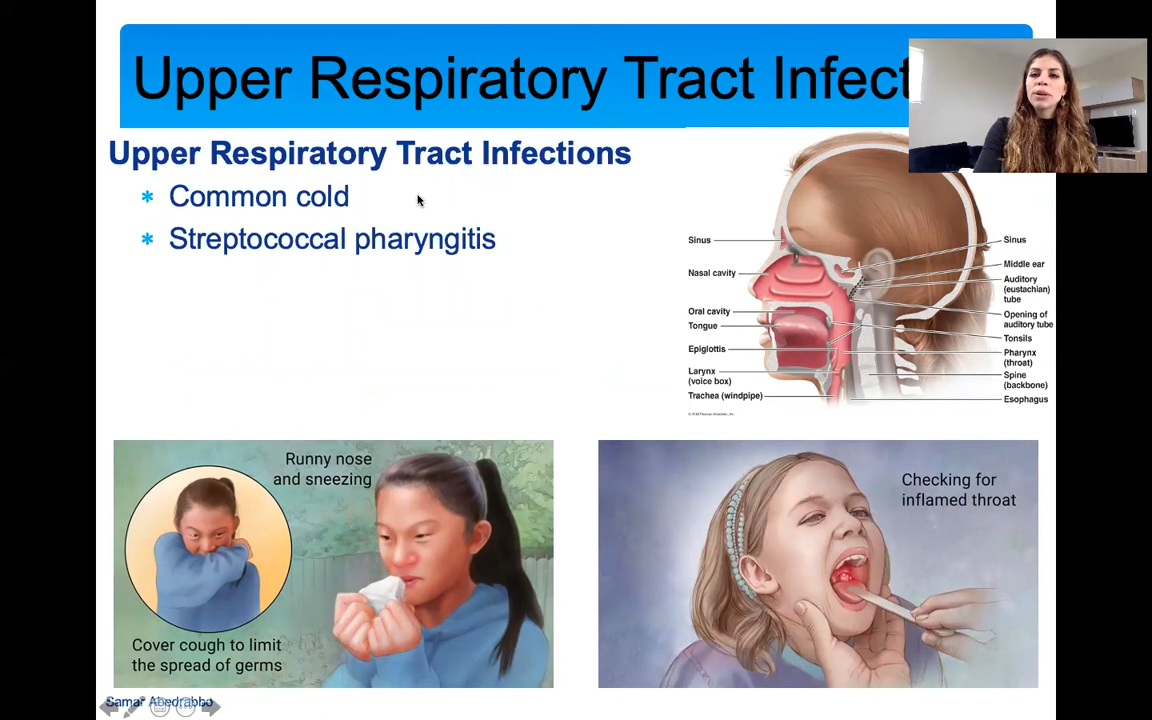 Upper Respiratory Tract Infect
Upper Respiratory Tract Infections
* Common cold
* Streptococcal pharyngitis
Sinus
Nasal cavity
Oral cavity
Tongue
Epiglottis
Larynx
(voice box)
Trachea (windpipe)
Sinus
Middle ear
Auditory
(eustachian)
tube
Opening of
auditory tube
Tonsils
Pharynx
(throat)
Spine
(backbone)
Esophagus
Runny nose
and sneezing
Cover cough to limit
the spread of germs
Checking for
inflamed throat
Samar Abedrabbo